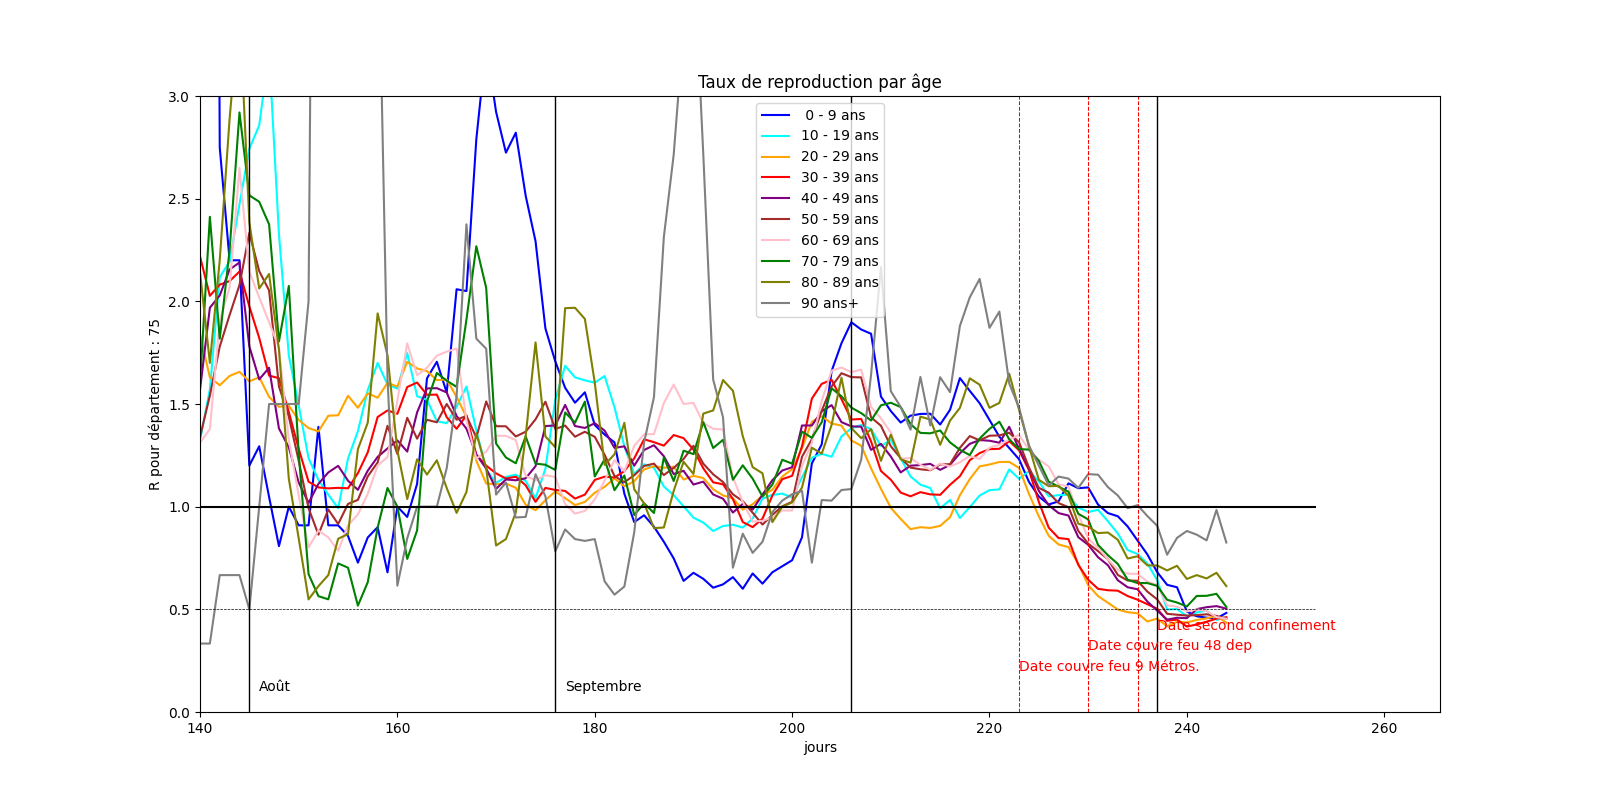 Taux de reproduction par âge
R pour département : 75
3.0
2.5
2.0
1.5
1.0
0.5
0.0
0 - 9 ans
10 - 19 ans
20 - 29 ans
30 - 39 ans
40 - 49 ans
50 - 59 ans
60 - 69 ans
70 - 79 ans
80 - 89 ans
90 ans+
Date second confinement
Date couvre feu 48 dep
Date couvre feu 9 Métros.
Août
Septembre
140 160 180 200 220 240 260
jours